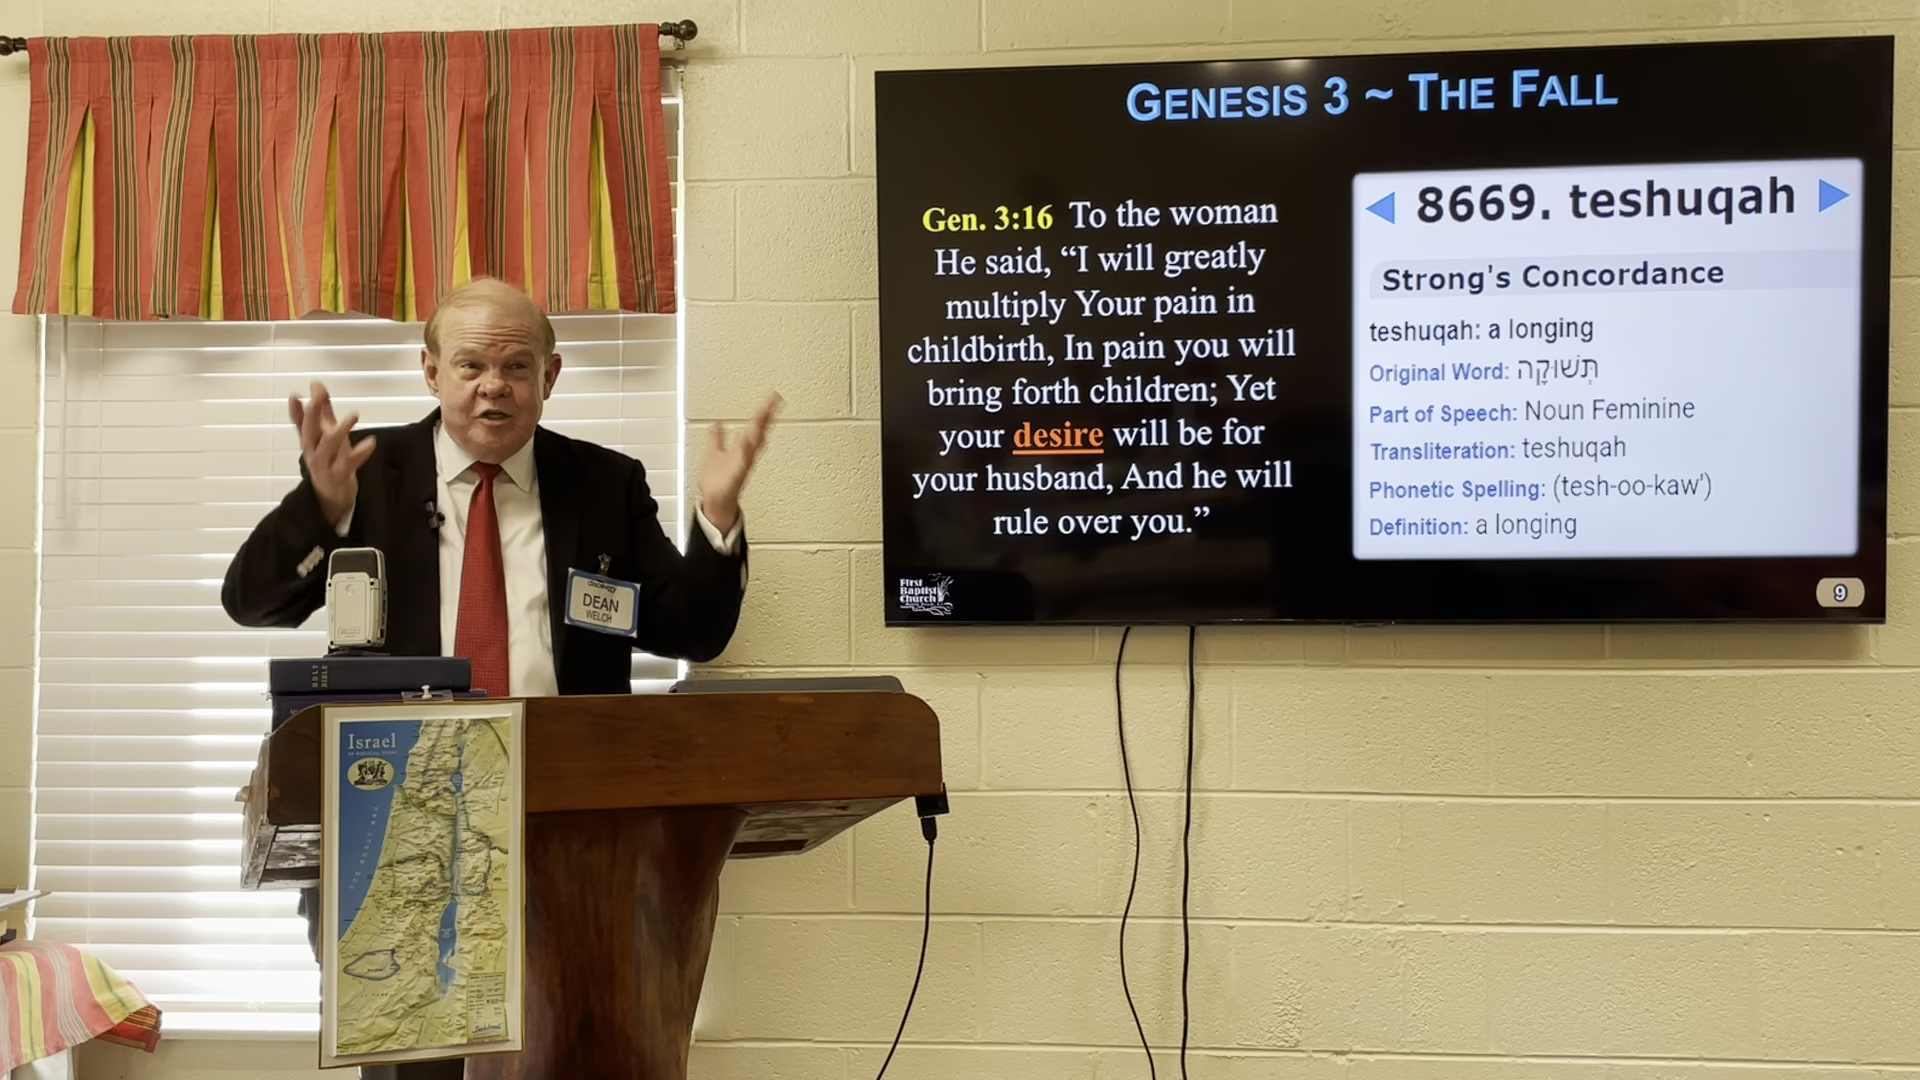 GENESIS 3 ~ THE FALL
Gen. 3:16 To the woman
He said, “I will greatly
multiply Your pain in
childbirth, In pain you will
bring forth children; Yet
your desire will be for
your husband, And he will
rule over you.”
8669. teshuqah
Strong's Concordance
teshuqah: a longing
Original Word: תְּשׁוּקָה
Part of Speech: Noun Feminine
Transliteration: teshuqah
Phonetic Spelling: (tesh-oo-kaw')
Definition: a longing
First
Baptist
Church
9
DEAN
WELCH
HOLY
BIBLE
Israel